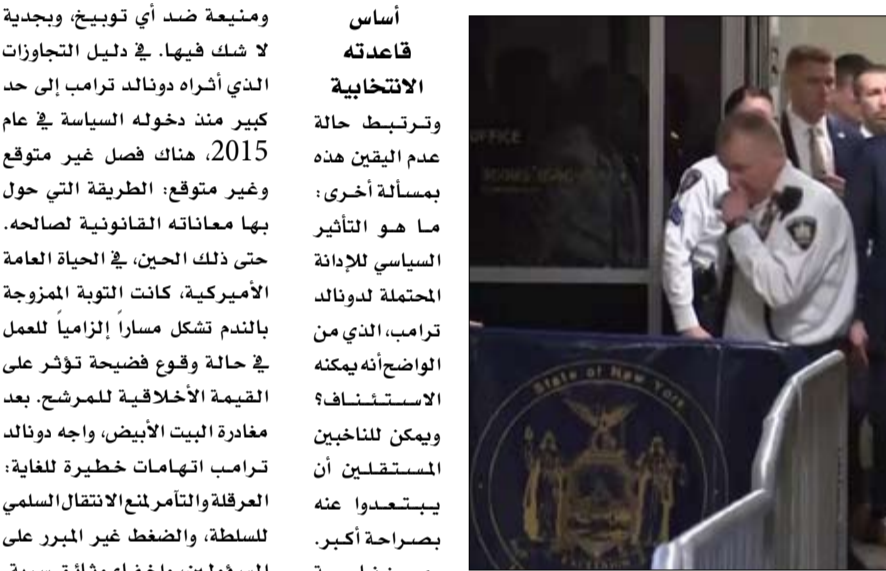 أساس
قاعدته
الانتخابية
وترتبط حالة
عدم اليقين هذه
بمسألة أخرى:
ما هو التأثير
السياسي للإدانة
المحتملة لدونالد
ترامب، الذي من
الواضح أنه يمكنه
الاستئناف؟
ويمكن للناخبين
المستقلين أن
يبتعدوا عنه
بصراحة أكبر.
ومنيعة ضد أي توبيخ، وبجدية
لا شك فيها. في دليل التجاوزات
الذي أثراه دونالد ترامب إلى حد
كبير منذ دخوله السياسة في عام
2015، هناك فصل غير متوقع
وغير متوقع: الطريقة التي حول
بها معاناته القانونية لصالحه.
حتى ذلك الحين، في الحياة العامة
الأميركية، كانت التوبة الممزوجة
بالندم تشكل مساراً إلزامياً للعمل
في حالة وقوع فضيحة تؤثر على
القيمة الأخلاقية للمرشح. بعد
مغادرة البيت الأبيض، واجه دونالد
ترامب اتهامات خطيرة للغاية:
العرقلة والتآمر لمنع الانتقال السلمي
للسلطة، والضغط غير المبرر على
OFFICE
State of New York